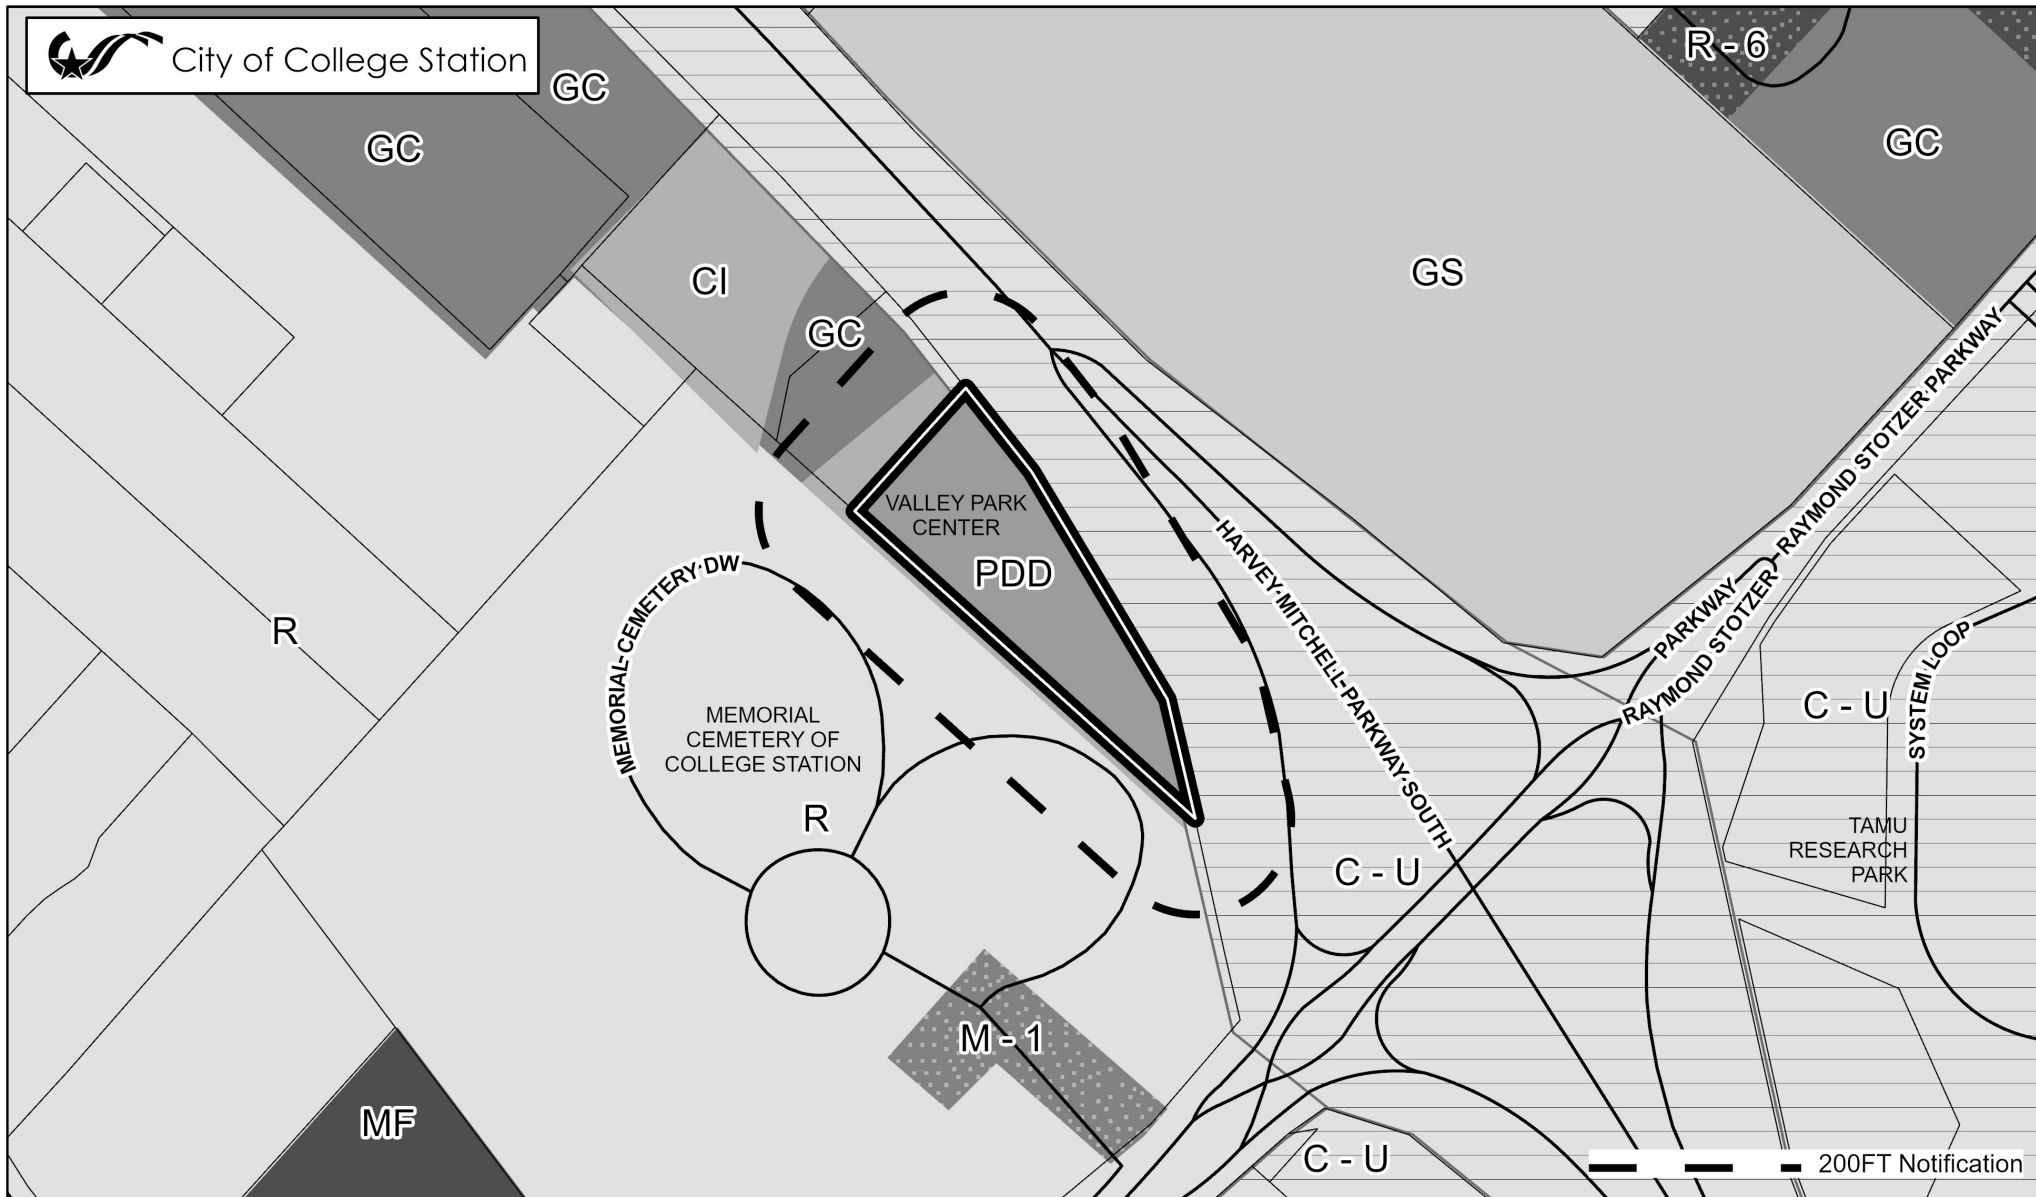 City of College Station
R - 6
GC
GC
GC
GS
CI
GC
RAYMOND STOTZER PARKWAY
VALLEY PARK
CENTER
PDD
HARVEY MITCHELL PARKWAY SOUTH
PARKWAY
RAYMOND STOTZER
MEMORIAL CEMETERY DW
R
SYSTEM LOOP
C - U
MEMORIAL
CEMETERY OF
COLLEGE STATION
R
TAMU
RESEARCH
PARK
C - U
M - 1
MF
C - U
200FT Notification